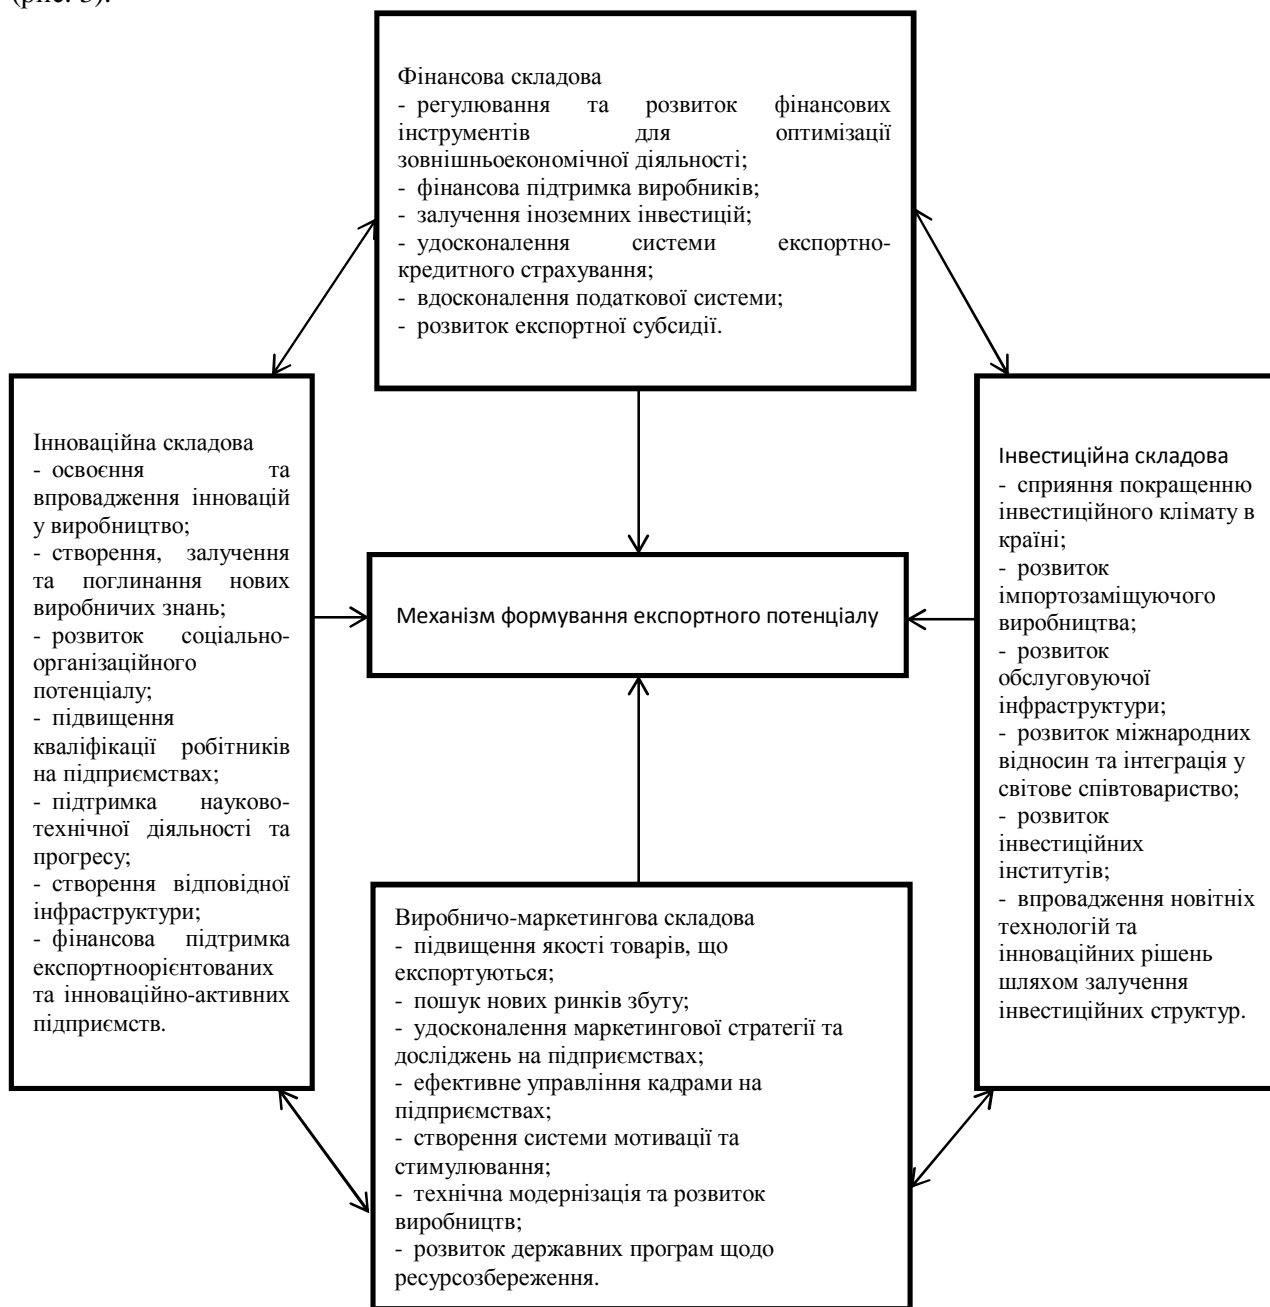 (рис. 3).
Фінансова складова
- регулювання та розвиток фінансових
інструментів для оптимізації
зовнішньоекономічної діяльності;
- фінансова підтримка виробників;
- залучення іноземних інвестицій;
- удосконалення системи експортно-
кредитного страхування;
- вдосконалення податкової системи;
- розвиток експортної субсидії.
Інноваційна складова
- освоєння та
впровадження інновацій
у виробництво;
- створення, залучення
та поглинання нових
виробничих знань;
- розвиток соціально-
організаційного
потенціалу;
- підвищення
кваліфікації робітників
на підприємствах;
- підтримка науково-
технічної діяльності та
прогресу;
- створення відповідної
інфраструктури;
- фінансова підтримка
експортноорієнтованих
та інноваційно-активних
підприємств.
Механізм формування експортного потенціалу
Інвестиційна складова
- сприяння покращенню
інвестиційного клімату в
країні;
- розвиток
імпортозаміщуючого
виробництва;
- розвиток
обслуговуючої
інфраструктури;
- розвиток міжнародних
відносин та інтеграція у
світове співтовариство;
- розвиток
інвестиційних
інститутів;
- впровадження новітніх
технологій та
інноваційних рішень
шляхом залучення
інвестиційних структур.
Виробничо-маркетингова складова
- підвищення якості товарів, що
експортуються;
- пошук нових ринків збуту;
- удосконалення маркетингової стратегії та
досліджень на підприємствах;
- ефективне управління кадрами на
підприємствах;
- створення системи мотивації та
стимулювання;
- технічна модернізація та розвиток
виробництв;
- розвиток державних програм щодо
ресурсозбереження.